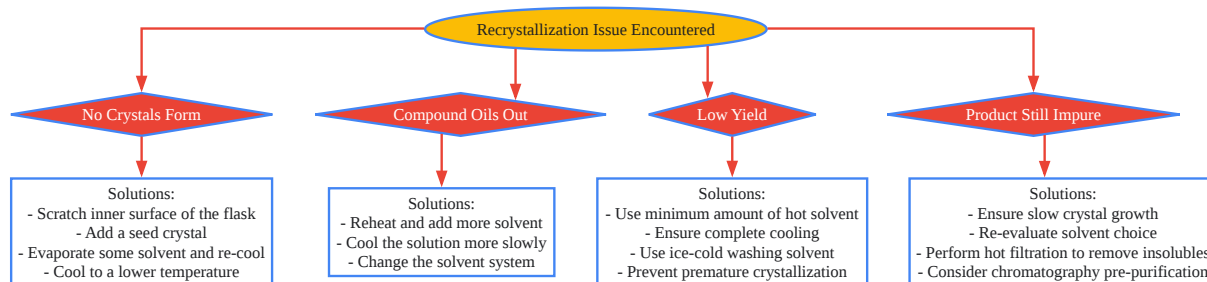 Recrystallization Issue Encountered
No Crystals Form
Compound Oils Out
Low Yield
Product Still Impure
Solutions:
- Scratch inner surface of the flask
- Add a seed crystal
- Evaporate some solvent and re-cool
- Cool to a lower temperature
Solutions:
- Reheat and add more solvent
- Cool the solution more slowly
- Change the solvent system
Solutions:
- Use minimum amount of hot solvent
- Ensure complete cooling
- Use ice-cold washing solvent
- Prevent premature crystallization
Solutions:
- Ensure slow crystal growth
- Re-evaluate solvent choice
- Perform hot filtration to remove insolubles
- Consider chromatography pre-purification